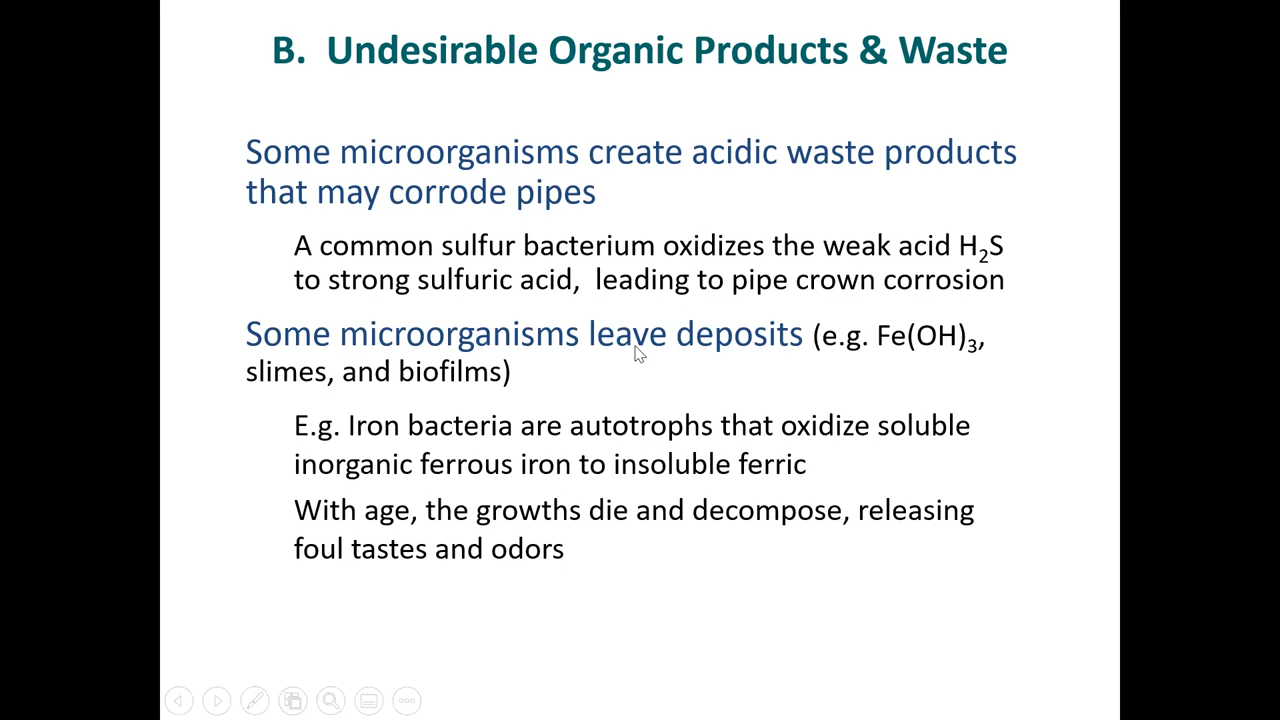 B. Undesirable Organic Products & Waste
Some microorganisms create acidic waste products
that may corrode pipes
A common sulfur bacterium oxidizes the weak acid H₂S
to strong sulfuric acid, leading to pipe crown corrosion
Some microorganisms leave deposits (e.g. Fe(OH)₃,
slimes, and biofilms)
E.g. Iron bacteria are autotrophs that oxidize soluble
inorganic ferrous iron to insoluble ferric
With age, the growths die and decompose, releasing
foul tastes and odors